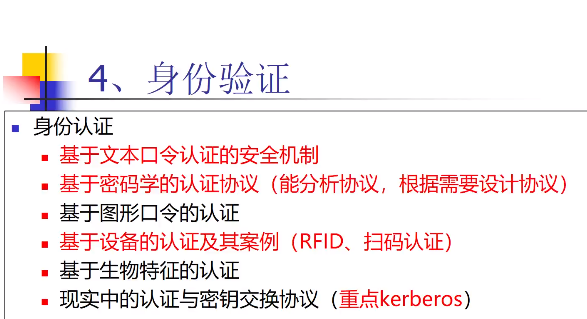 4、身份验证
身份认证
基于文本口令认证的安全机制
基于密码学的认证协议（能分析协议，根据需要设计协议）
基于图形口令的认证
基于设备的认证及其案例（RFID、扫码认证）
基于生物特征的认证
现实中的认证与密钥交换协议（重点kerberos）